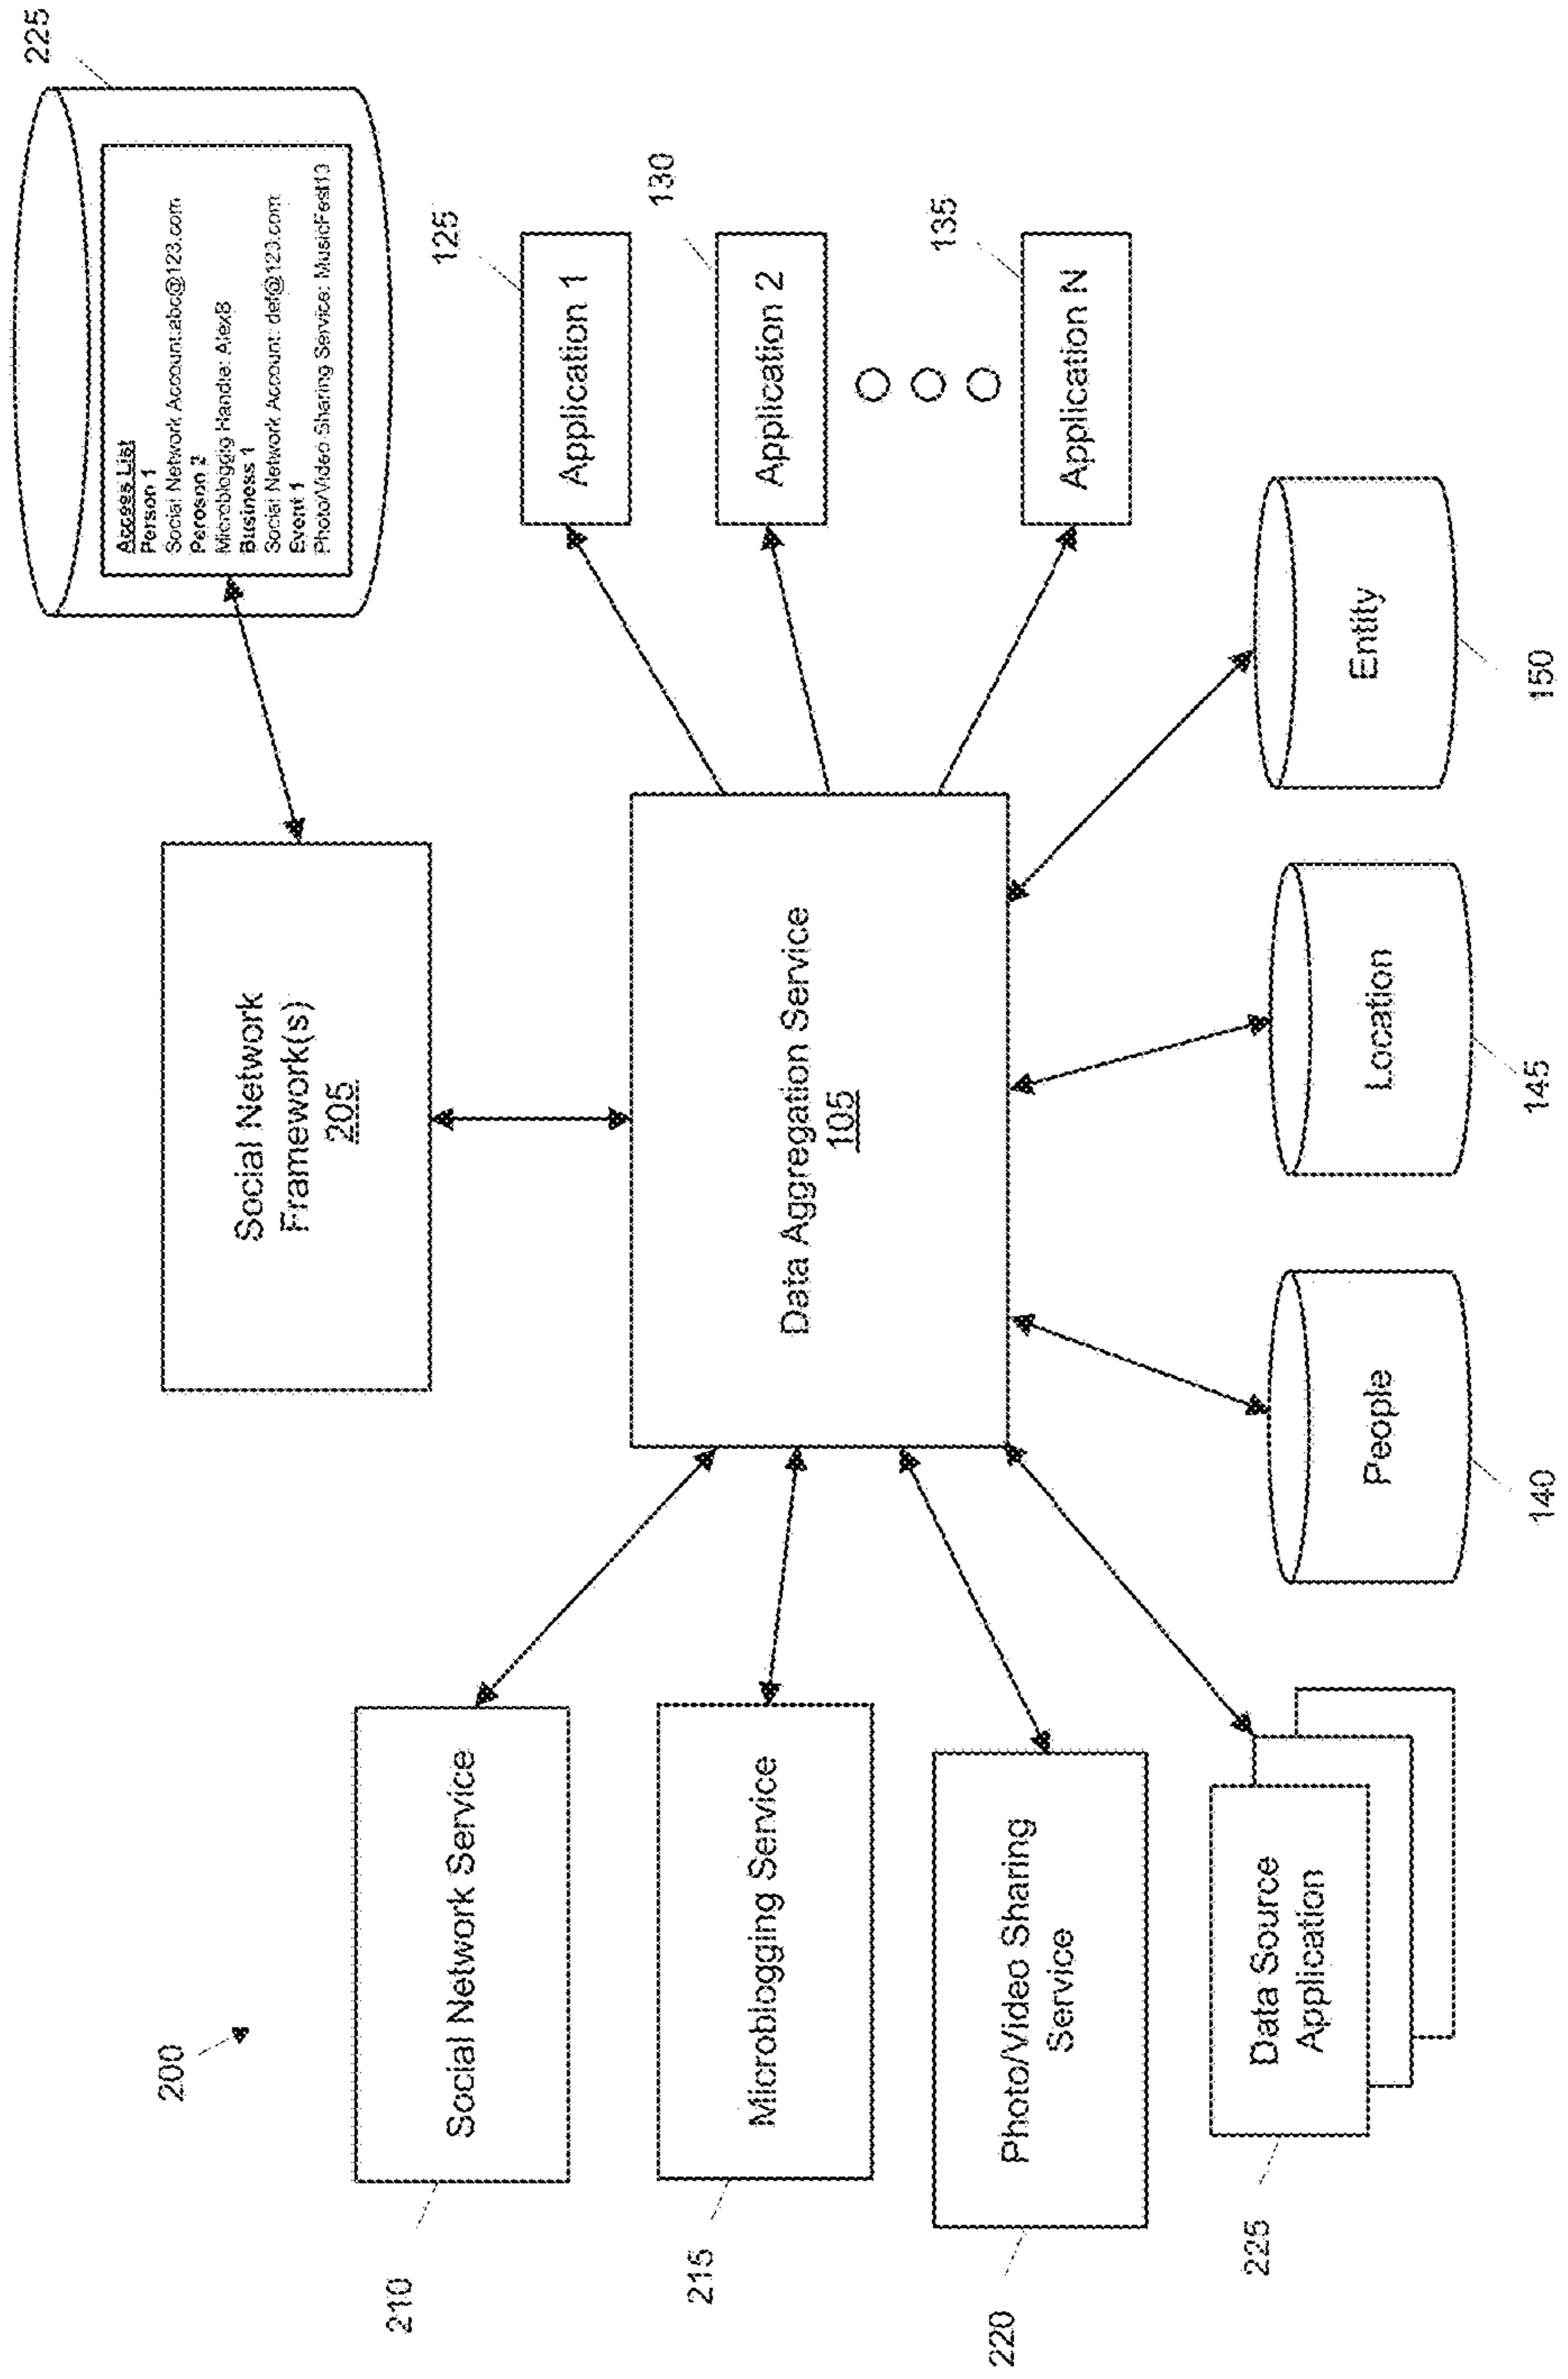 200
Social Network
Framework(s)
205
225
Access List
Person 1
Social Network Account:abc@123.com
Peroson 2
Microbloggig Handle: AlexB
Business 1
Social Network Account: def@123.com
Event 1
Photo/Video Sharing Service: MusicFest13
210
Social Network Service
215
Microblogging Service
220
Photo/Video Sharing
Service
225
Data Source
Application
Data Aggregation Service
105
125
Application 1
130
Application 2
135
Application N
People
140
Location
145
Entity
150